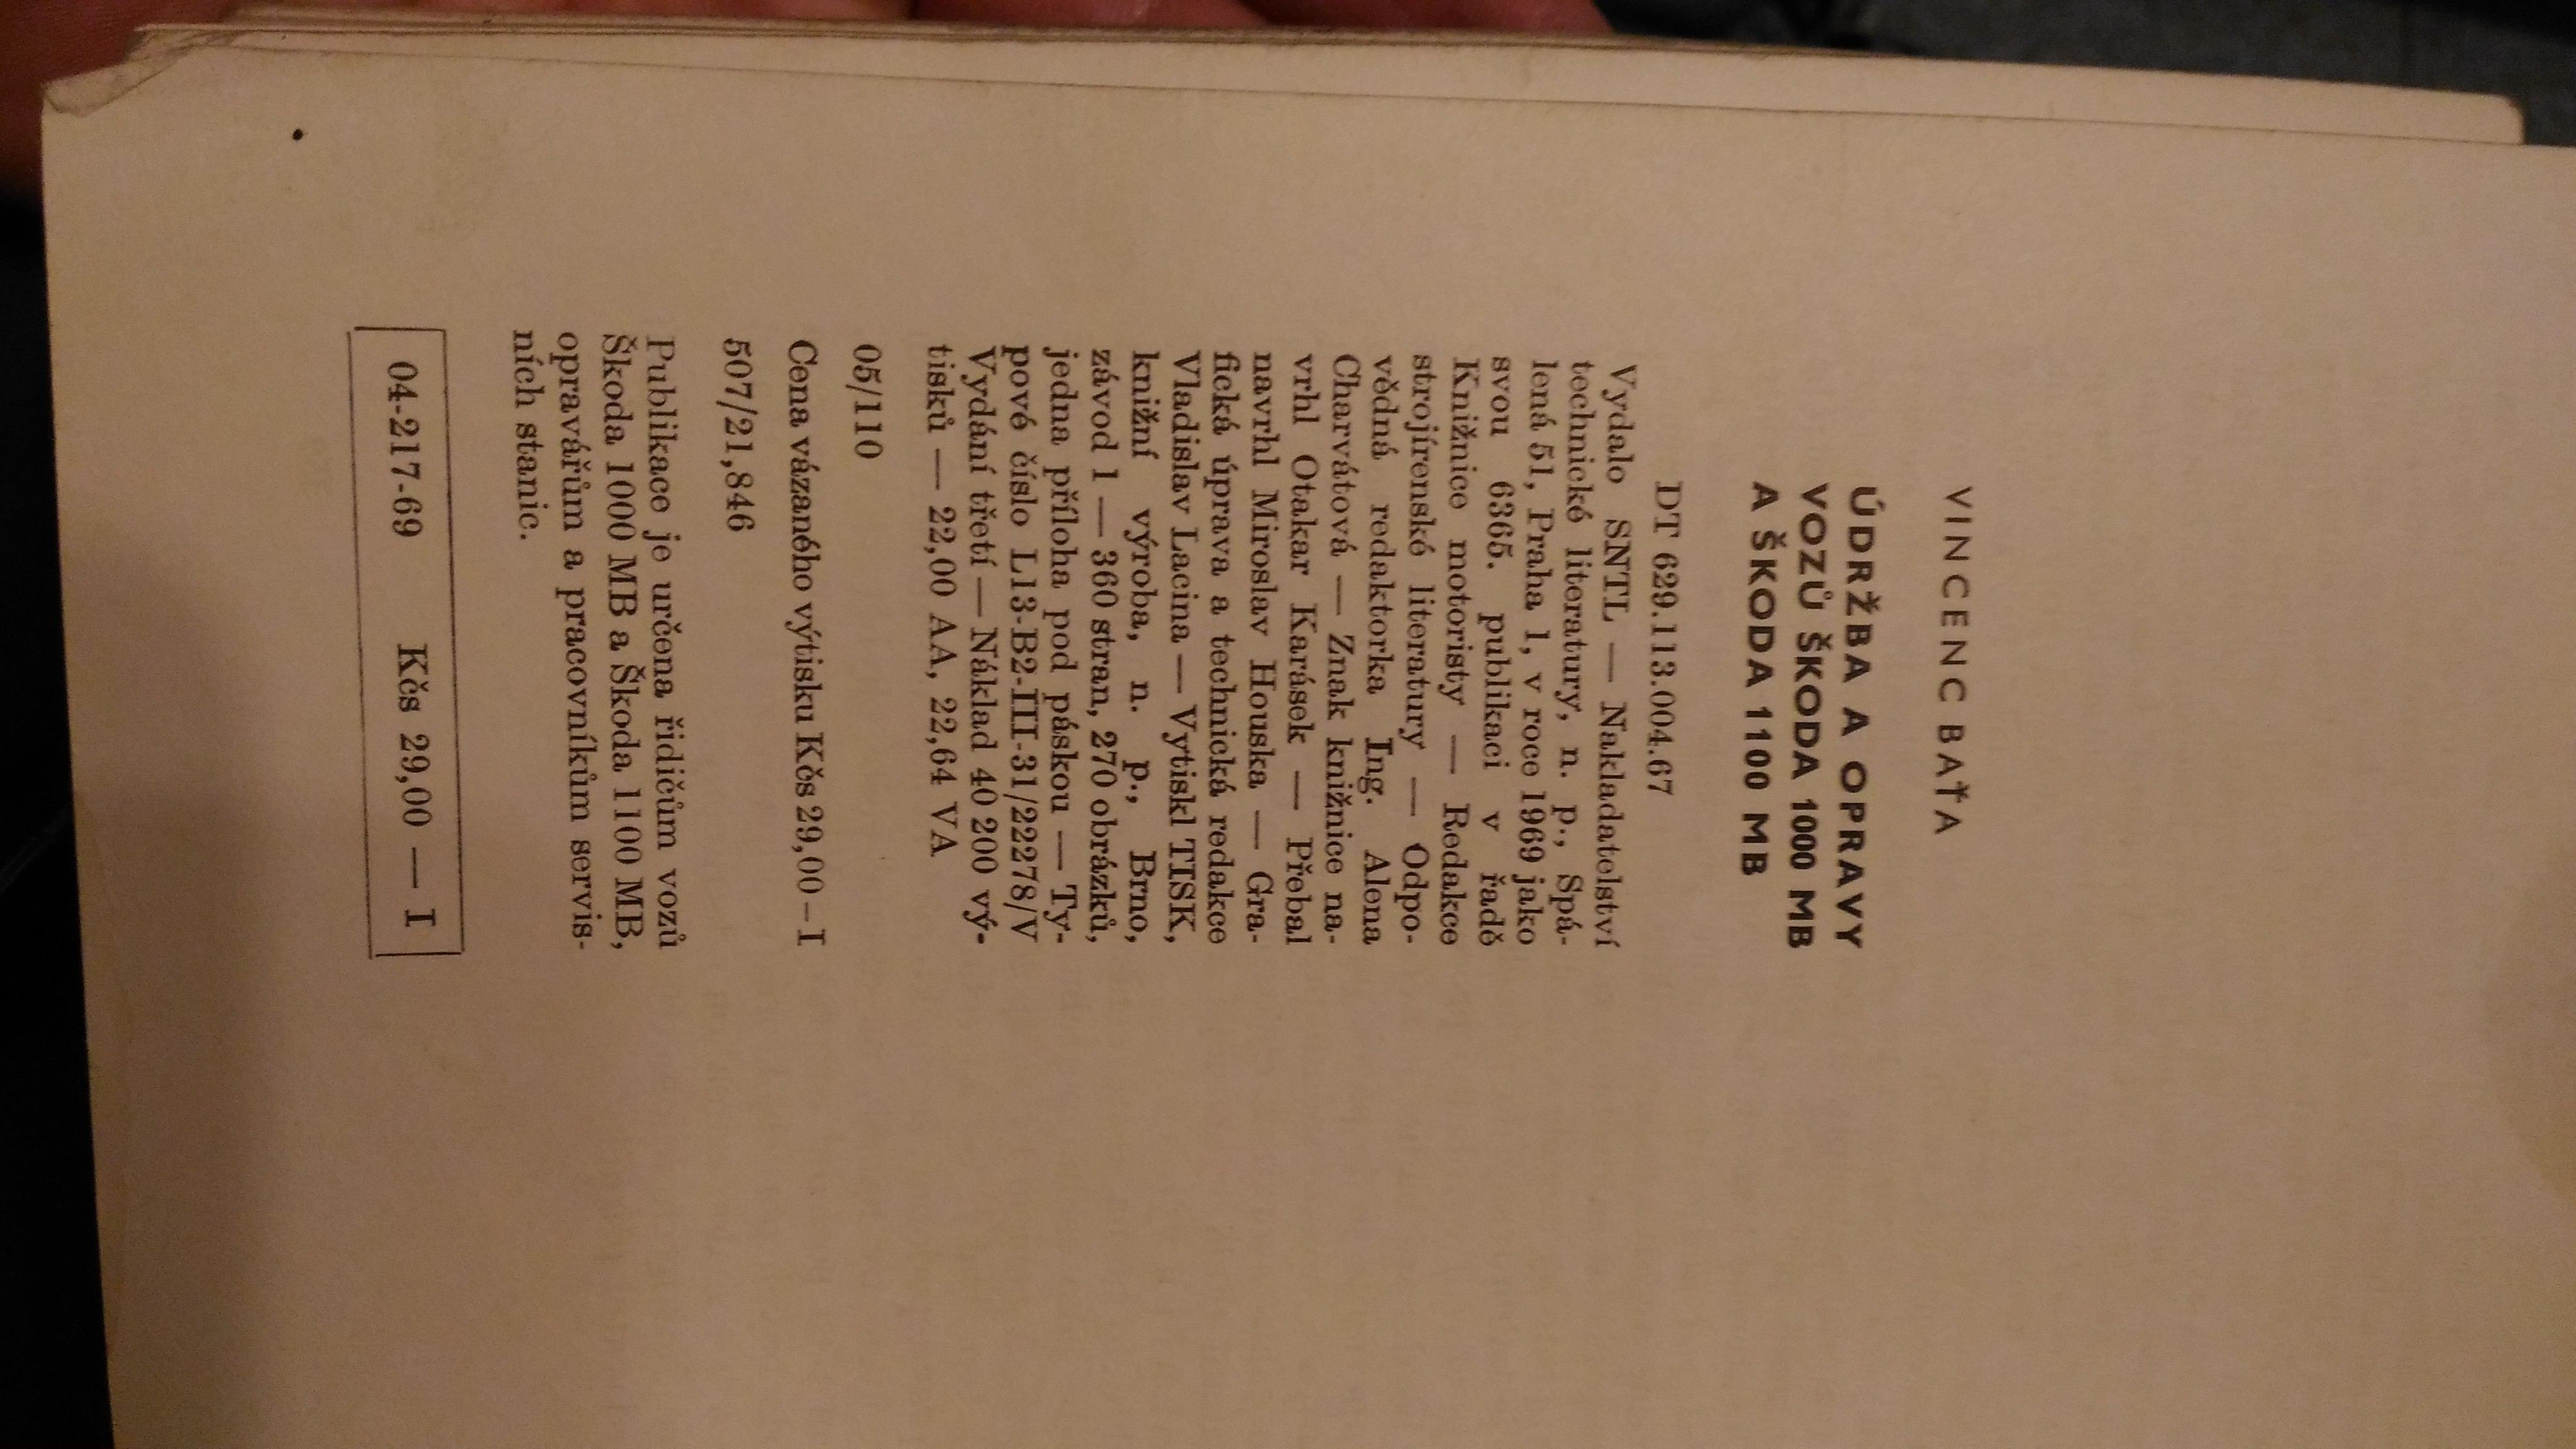 VINCENC BAŤA
ÚDRŽBA A OPRAVY
VOZŮ ŠKODA 1000 MB
A ŠKODA 1100 MB
DT 629.113.004.67
Vydalo SNTL — Nakladatelství
technické literatury, n. p., Spá-
lená 51, Praha 1, v roce 1969 jako
svou 6365. publikaci v řadě
Knižnice motoristy — Redakce
strojírenské literatury — Odpo-
vědná redaktorka Ing. Alena
Charvátová — Znak knižnice na-
vrhl Otakar Karásek — Přebal
navrhl Miroslav Houska — Gra-
fická úprava a technická redakce
Vladislav Lacina — Vytiskl TISK,
knižní výroba, n. p., Brno,
závod 1 — 360 stran, 270 obrázků,
jedna příloha pod páskou — Ty-
pové číslo L13-B2-III-31/22278/V
Vydání třetí — Náklad 40 200 vý-
tisků — 22,00 AA, 22,64 VA
05/110
Cena vázaného výtisku Kčs 29,00 – I
507/21,846
Publikace je určena řidičům vozů
Škoda 1000 MB a Škoda 1100 MB,
opravářům a pracovníkům servis-
ních stanic.
04-217-69 Kčs 29,00 — I